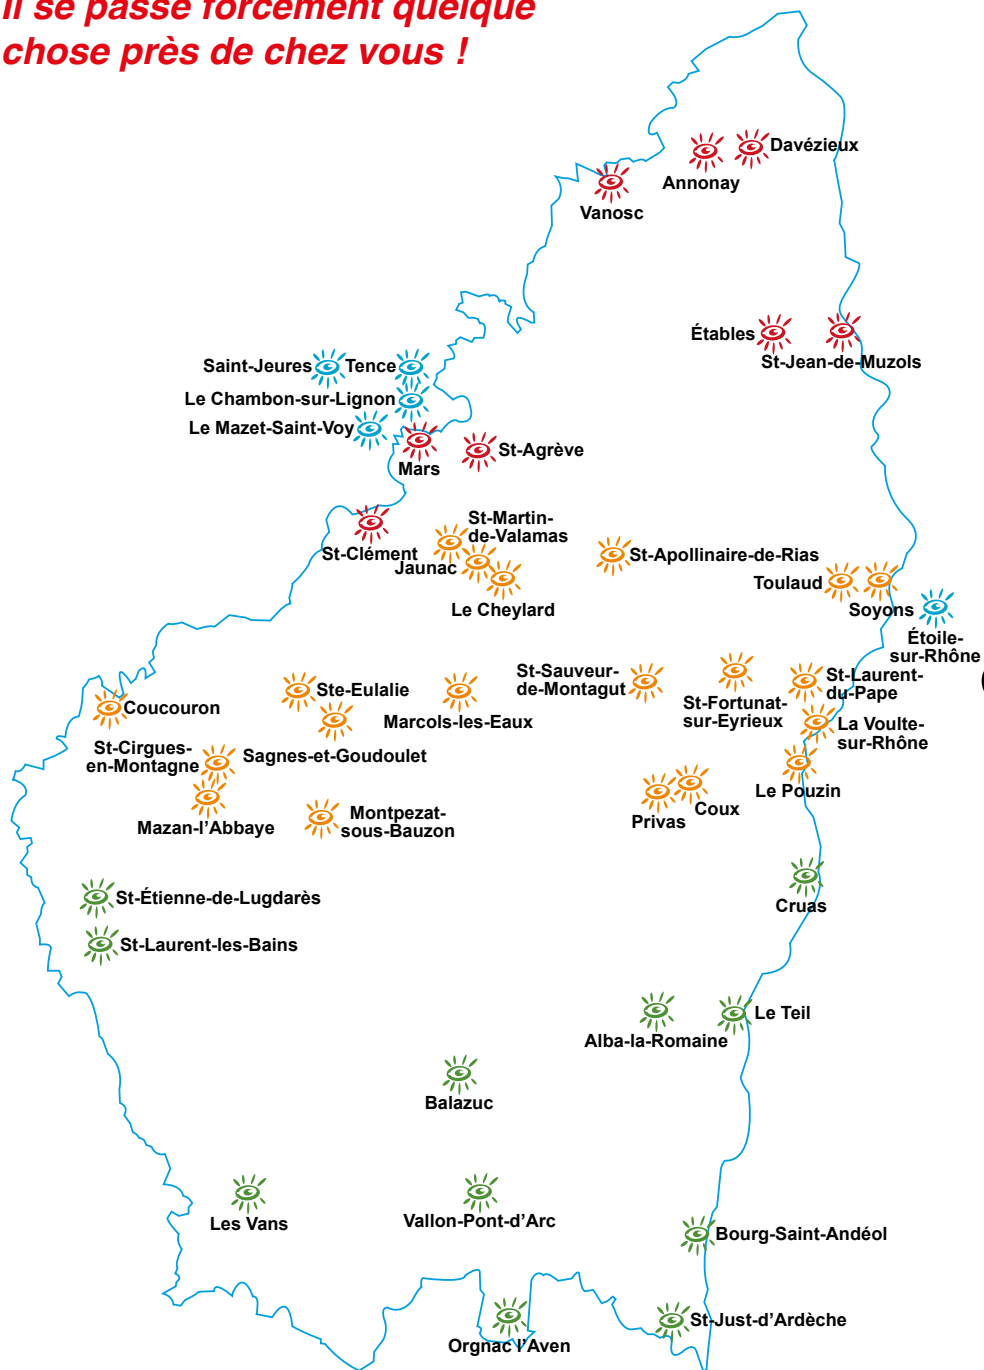 Il se passe forcément quelque
chose près de chez vous !
Davézieux
Annonay
Vanosc
Étables
St-Jean-de-Muzols
Saint-Jeures
Tence
Le Chambon-sur-Lignon
Le Mazet-Saint-Voy
Mars
St-Agrève
St-Clément
St-Martin-
de-Valamas
Jaunac
Le Cheylard
St-Apollinaire-de-Rias
Toulaud
Soyons
Étoile-
sur-Rhône
Coucouron
Ste-Eulalie
Marcols-les-Eaux
St-Sauveur-
de-Montagut
St-Fortunat-
sur-Eyrieux
St-Laurent-
du-Pape
La Voulte-
sur-Rhône
St-Cirgues-
en-Montagne
Sagnes-et-Goudoulet
Le Pouzin
Mazan-l'Abbaye
Montpezat-
sous-Bauzon
Privas
Coux
St-Étienne-de-Lugdarès
Cruas
St-Laurent-les-Bains
Alba-la-Romaine
Le Teil
Balazuc
Les Vans
Vallon-Pont-d'Arc
Bourg-Saint-Andéol
St-Just-d'Ardèche
Orgnac l'Aven